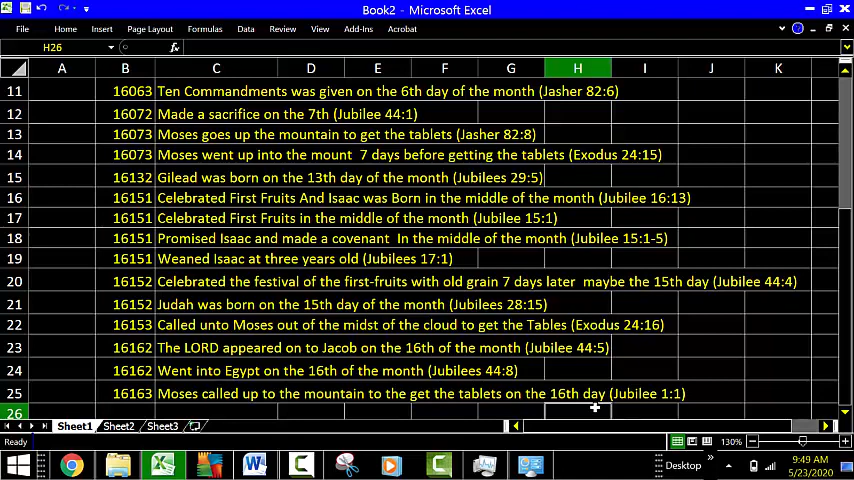 Book2 - Microsoft Excel
File Home Insert Page Layout Formulas Data Review View Add-Ins Acrobat
H26 fx
A B C D E F G H I J K
11 16063 Ten Commandments was given on the 6th day of the month (Jasher 82:6)
12 16072 Made a sacrifice on the 7th (Jubilee 44:1)
13 16073 Moses goes up the mountain to get the tablets (Jasher 82:8)
14 16073 Moses went up into the mount 7 days before getting the tablets (Exodus 24:15)
15 16132 Gilead was born on the 13th day of the month (Jubilees 29:5)
16 16151 Celebrated First Fruits And Isaac was Born in the middle of the month (Jubilee 16:13)
17 16151 Celebrated First Fruits in the middle of the month (Jubilee 15:1)
18 16151 Promised Isaac and made a covenant In the middle of the month (Jubilee 15:1-5)
19 16151 Weaned Isaac at three years old (Jubilees 17:1)
20 16152 Celebrated the festival of the first-fruits with old grain 7 days later maybe the 15th day (Jubilee 44:4)
21 16152 Judah was born on the 15th day of the month (Jubilees 28:15)
22 16153 Called unto Moses out of the midst of the cloud to get the Tables (Exodus 24:16)
23 16162 The LORD appeared on to Jacob on the 16th of the month (Jubilee 44:5)
24 16162 Went into Egypt on the 16th of the month (Jubilees 44:8)
25 16163 Moses called up to the mountain to the get the tablets on the 16th day (Jubilee 1:1)
26
Sheet1 Sheet2 Sheet3
Ready 130%
Desktop » 9:49 AM
5/23/2020